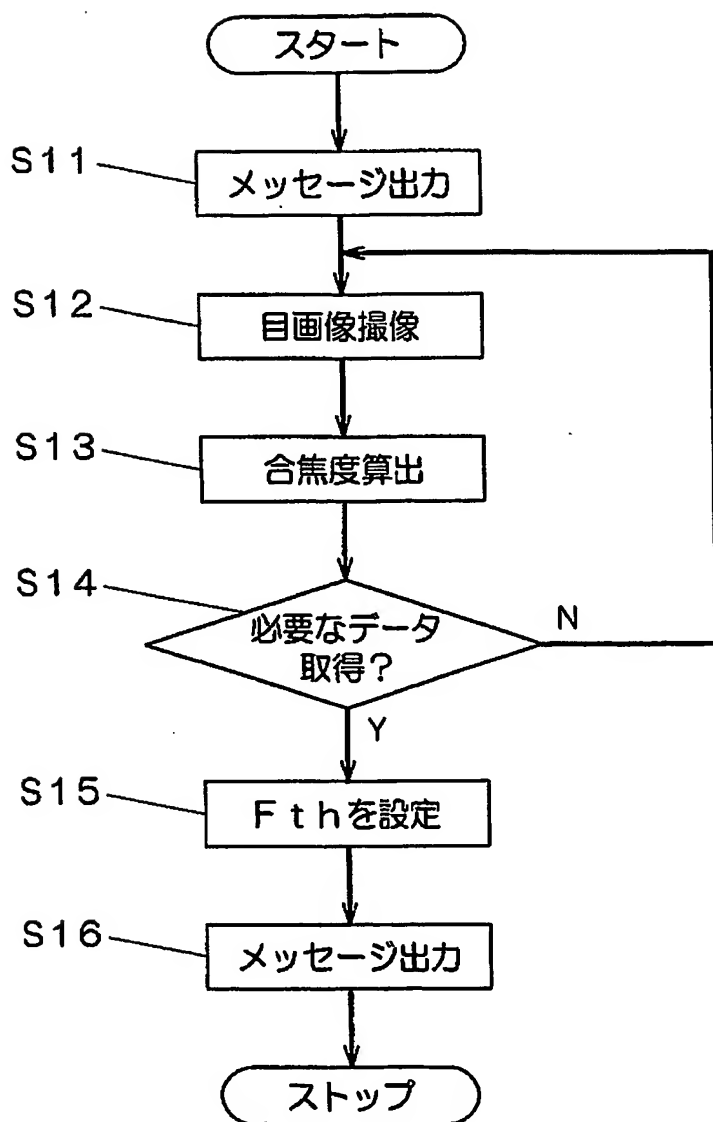 スタート
S11
メッセージ出力
S12
目画像撮像
S13
合焦度算出
S14
必要なデータ
取得?
N
Y
S15
Fthを設定
S16
メッセージ出力
ストップ